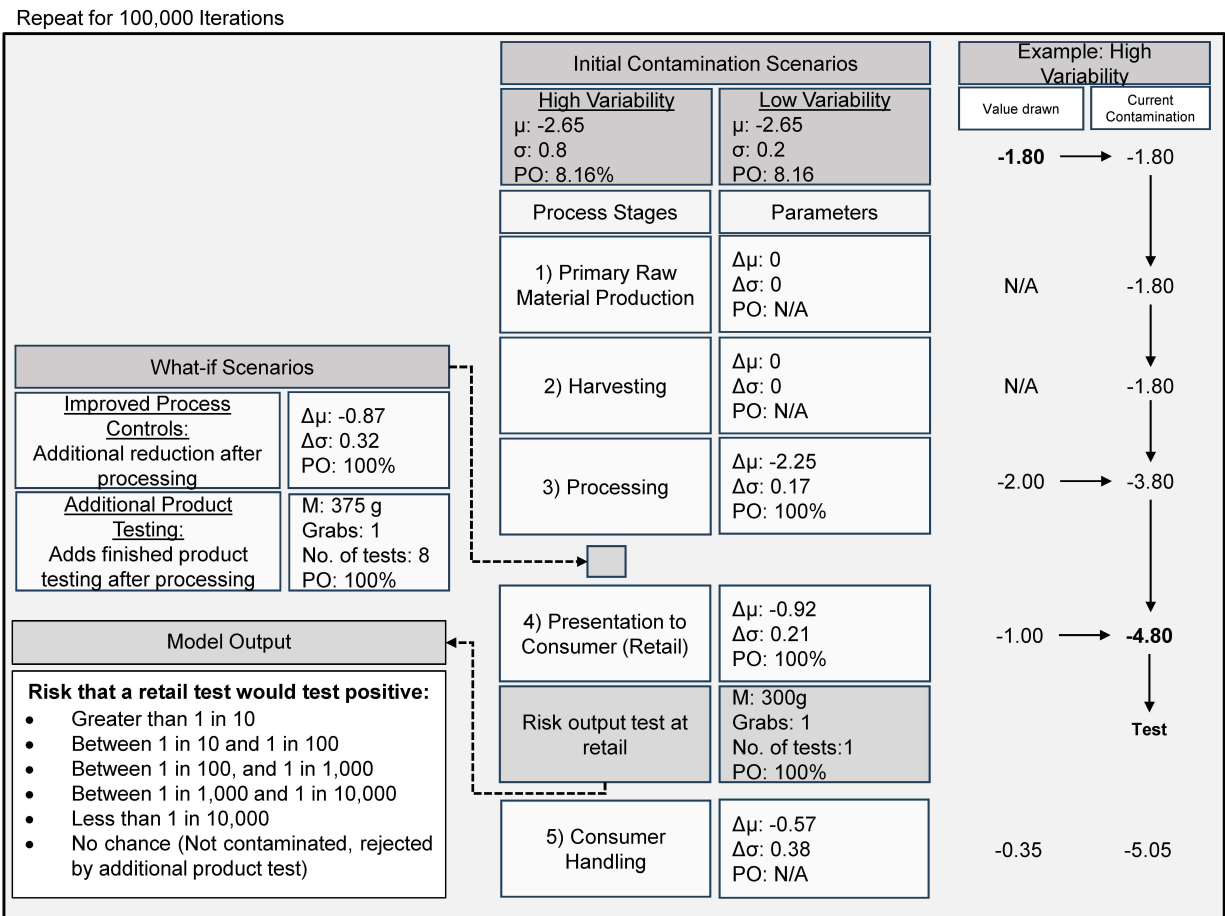 Repeat for 100,000 Iterations
Initial Contamination Scenarios
High Variability
μ: -2.65
σ: 0.8
PO: 8.16%
Low Variability
μ: -2.65
σ: 0.2
PO: 8.16
Process Stages
Parameters
1) Primary Raw
Material Production
Δμ: 0
Δσ: 0
PO: N/A
2) Harvesting
Δμ: 0
Δσ: 0
PO: N/A
3) Processing
Δμ: -2.25
Δσ: 0.17
PO: 100%
4) Presentation to
Consumer (Retail)
Δμ: -0.92
Δσ: 0.21
PO: 100%
Risk output test at
retail
M: 300g
Grabs: 1
No. of tests:1
PO: 100%
5) Consumer
Handling
Δμ: -0.57
Δσ: 0.38
PO: N/A
What-if Scenarios
Improved Process
Controls:
Additional reduction after
processing
Δμ: -0.87
Δσ: 0.32
PO: 100%
Additional Product
Testing:
Adds finished product
testing after processing
M: 375 g
Grabs: 1
No. of tests: 8
PO: 100%
Model Output
Risk that a retail test would test positive:
• Greater than 1 in 10
• Between 1 in 10 and 1 in 100
• Between 1 in 100, and 1 in 1,000
• Between 1 in 1,000 and 1 in 10,000
• Less than 1 in 10,000
• No chance (Not contaminated, rejected
by additional product test)
Example: High
Variability
Value drawn
Current
Contamination
-1.80
-1.80
N/A
-1.80
N/A
-1.80
-2.00
-3.80
-1.00
-4.80
Test
-0.35
-5.05